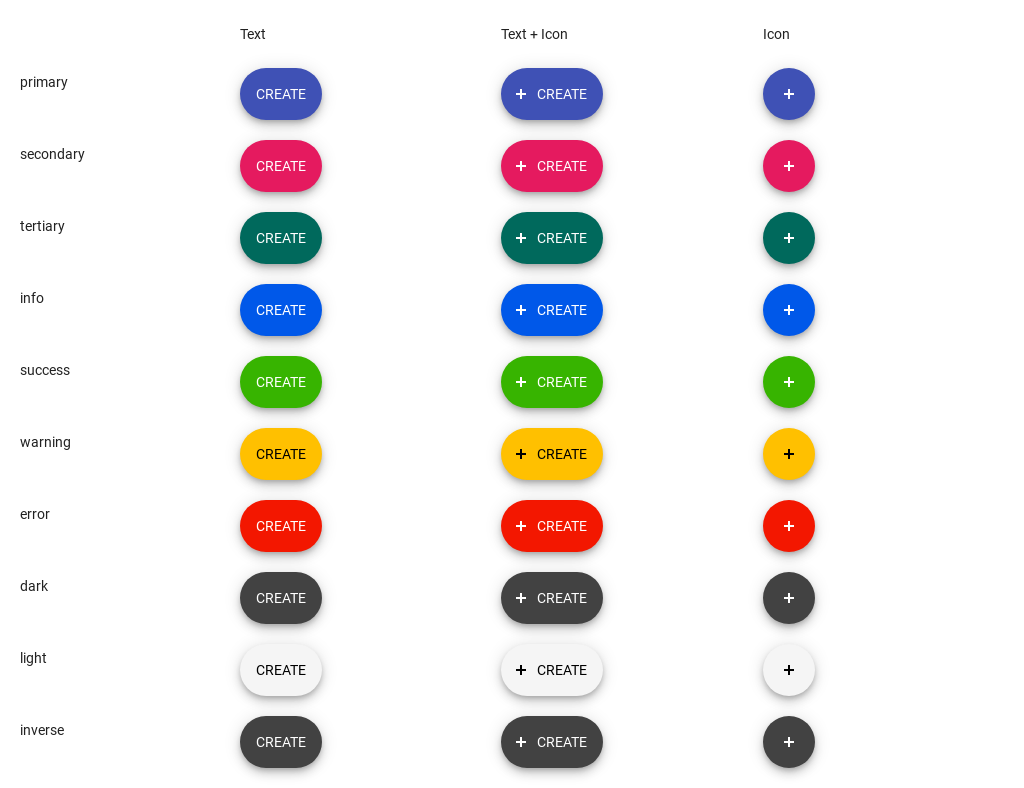 Text Text + Icon Icon
primary CREATE CREATE
secondary CREATE CREATE
tertiary CREATE CREATE
info CREATE CREATE
success CREATE CREATE
warning CREATE CREATE
error CREATE CREATE
dark CREATE CREATE
light CREATE CREATE
inverse CREATE CREATE